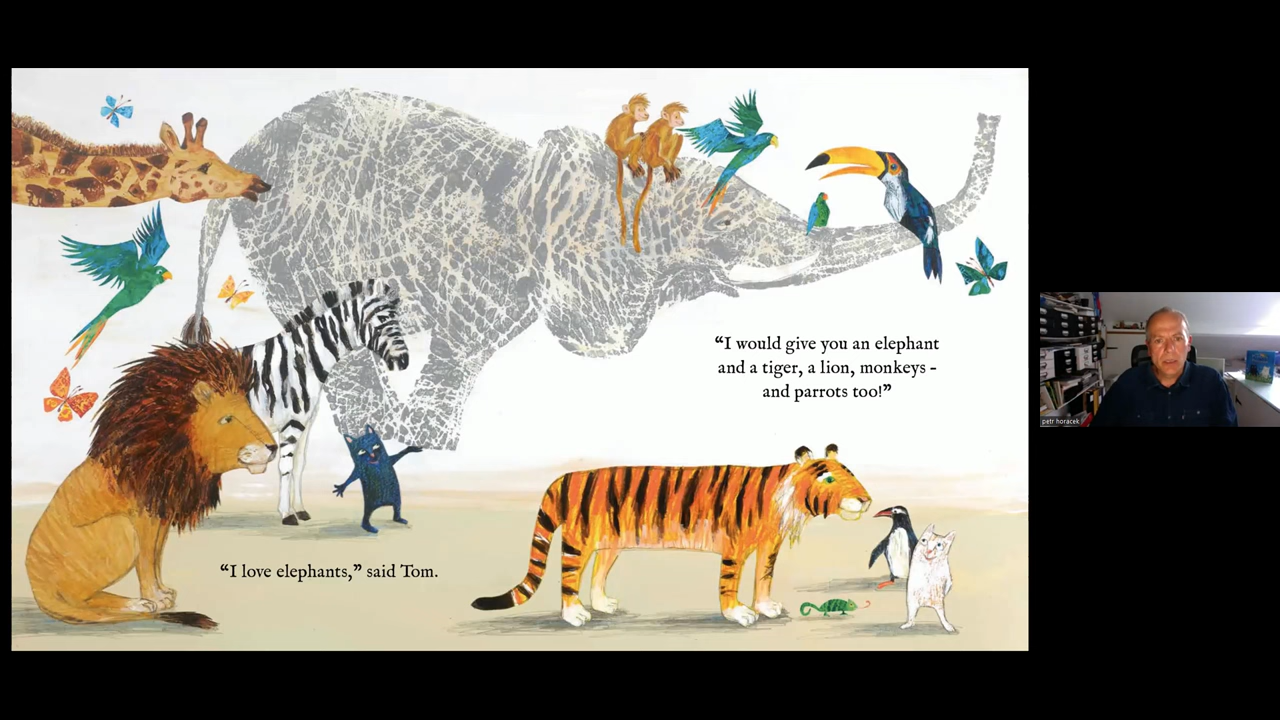 “I would give you an elephant
and a tiger, a lion, monkeys -
and parrots too!”
“I love elephants,” said Tom.
petr horacek